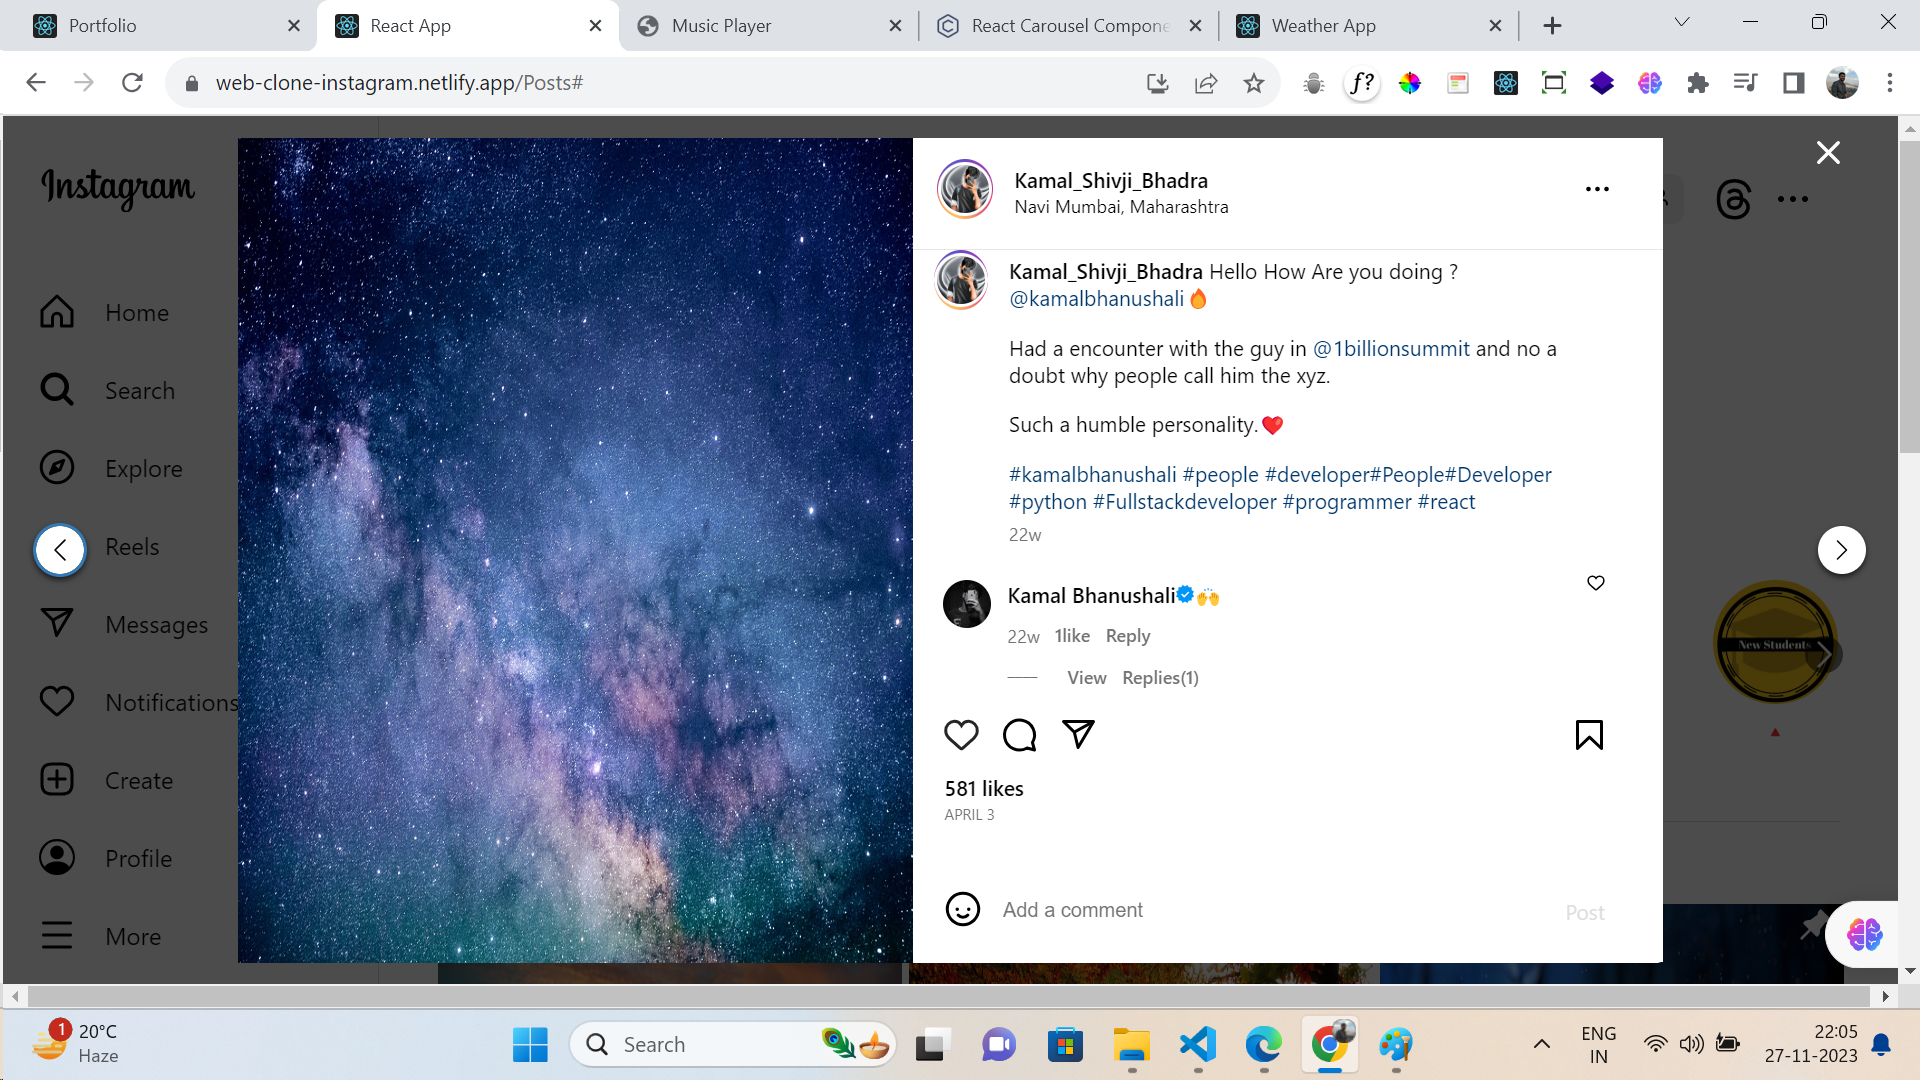 Portfolio
React App
Music Player
React Carousel Compone
Weather App
web-clone-instagram.netlify.app/Posts#
f?
Instagram
Home
Search
Explore
Reels
Messages
Notifications
Create
Profile
More
Kamal_Shivji_Bhadra
Navi Mumbai, Maharashtra
Kamal_Shivji_Bhadra Hello How Are you doing ?
@kamalbhanushali🔥
Had a encounter with the guy in @1billionsummit and no a
doubt why people call him the xyz.
Such a humble personality.❤️
#kamalbhanushali #people #developer#People#Developer
#python #Fullstackdeveloper #programmer #react
22w
Kamal Bhanushali🙌
22w 1like Reply
View Replies(1)
581 likes
APRIL 3
Add a comment
Post
New Students
1
20°C
Haze
Search
ENG
IN
22:05
27-11-2023